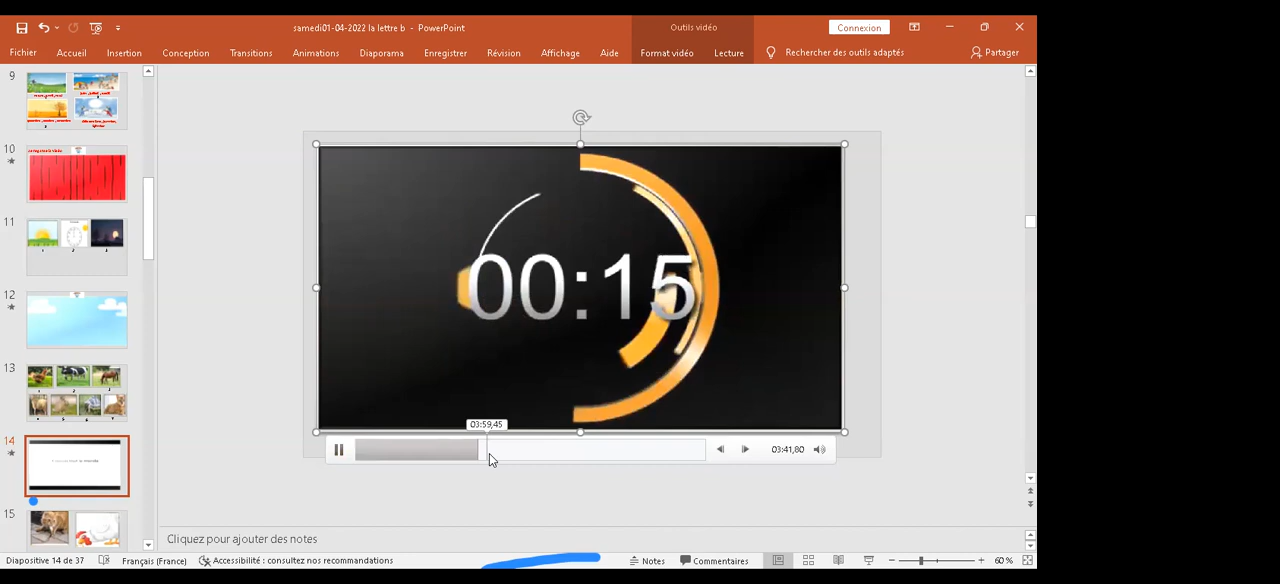 samedi01-04-2022 la lettre b - PowerPoint
Outils vidéo
Connexion
Fichier Accueil Insertion Conception Transitions Animations Diaporama Enregistrer Révision Affichage Aide Format vidéo Lecture Rechercher des outils adaptés Partager
9
10
11
12
13
14
15
00:15
03:59,45
03:41,80
Cliquez pour ajouter des notes
Diapositive 14 de 37 Français (France) Accessibilité : consultez nos recommandations Notes Commentaires 60 %